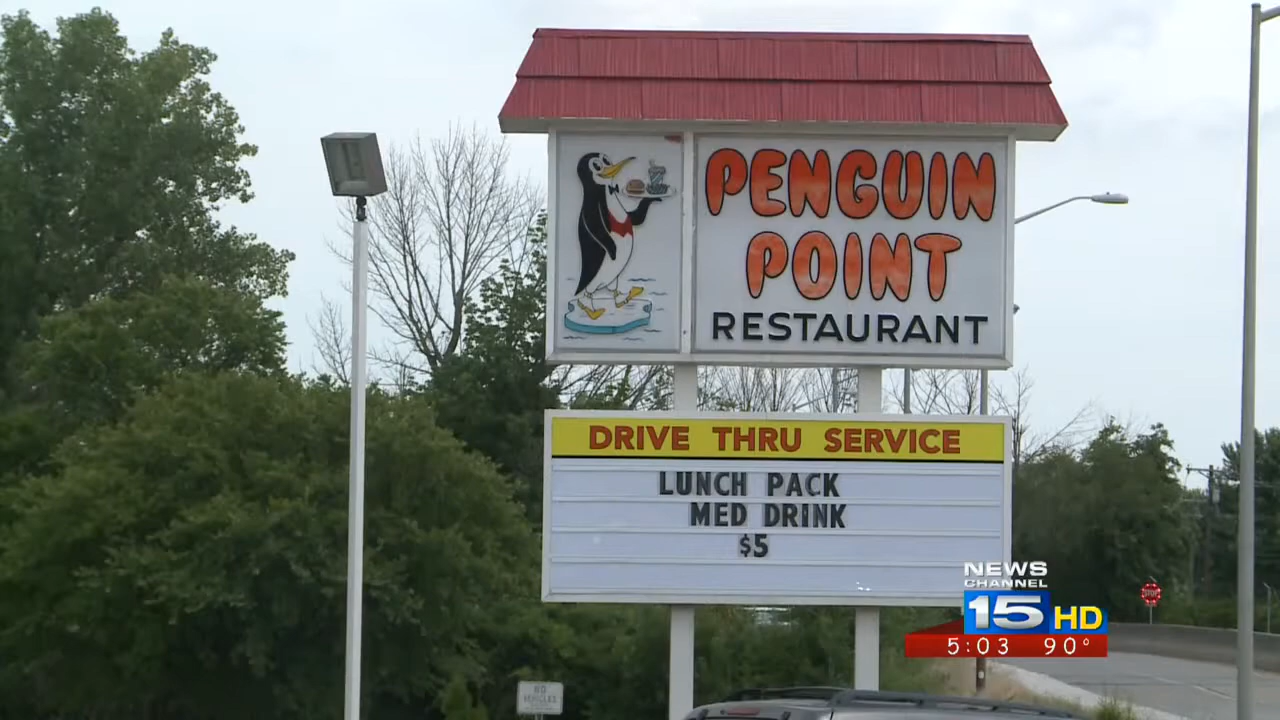 PENGUIN
POINT
RESTAURANT
DRIVE THRU SERVICE
LUNCH PACK
MED DRINK
$5
NEWS
CHANNEL
15 HD
5:03 90°
STOP
NO
VEHICLES